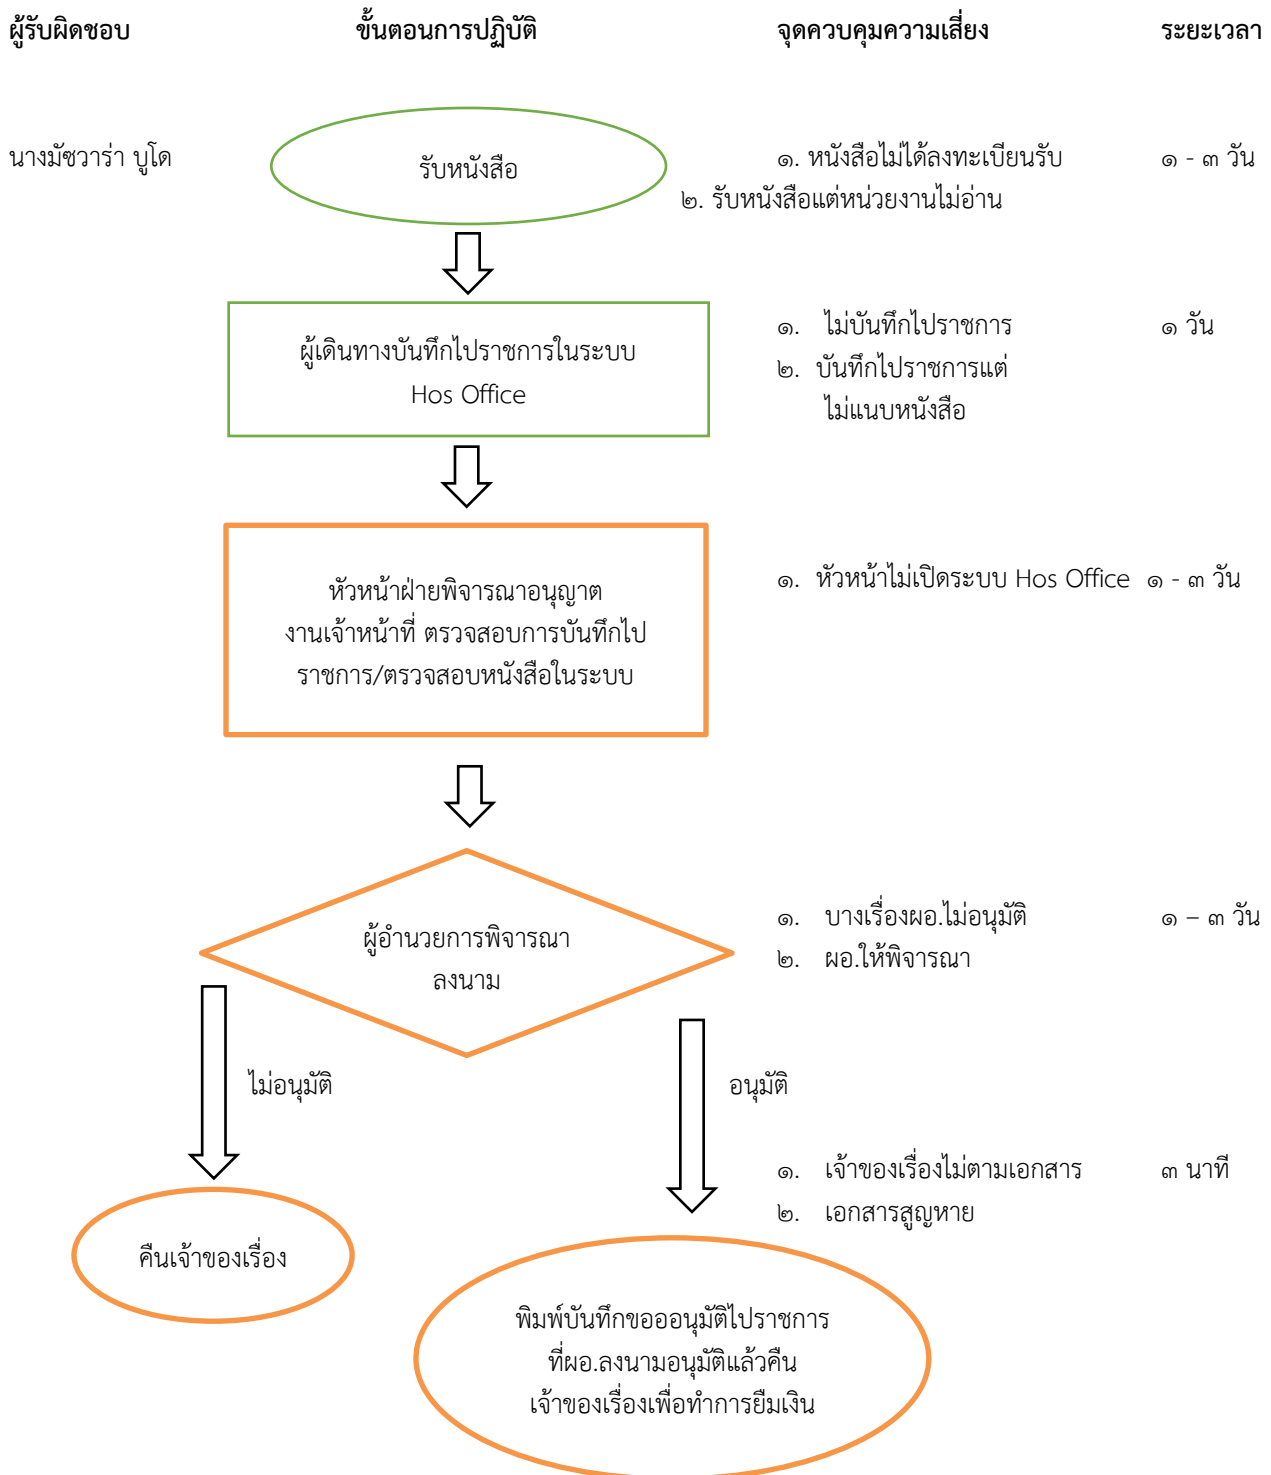 ผู้รับผิดชอบ ขั้นตอนการปฏิบัติ จุดควบคุมความเสี่ยง ระยะเวลา
นางมัซวาร่า บูโด รับหนังสือ ๑. หนังสือไม่ได้ลงทะเบียนรับ ๑ - ๓ วัน
๒. รับหนังสือแต่หน่วยงานไม่อ่าน
ผู้เดินทางบันทึกไปราชการในระบบ
Hos Office
๑. ไม่บันทึกไปราชการ ๑ วัน
๒. บันทึกไปราชการแต่
ไม่แนบหนังสือ
หัวหน้าฝ่ายพิจารณาอนุญาต
งานเจ้าหน้าที่ ตรวจสอบการบันทึกไป
ราชการ/ตรวจสอบหนังสือในระบบ
๑. หัวหน้าไม่เปิดระบบ Hos Office ๑ - ๓ วัน
ผู้อำนวยการพิจารณา
ลงนาม
๑. บางเรื่องผอ.ไม่อนุมัติ ๑ – ๓ วัน
๒. ผอ.ให้พิจารณา
ไม่อนุมัติ
อนุมัติ
๑. เจ้าของเรื่องไม่ตามเอกสาร ๓ นาที
๒. เอกสารสูญหาย
คืนเจ้าของเรื่อง
พิมพ์บันทึกขอออนุมัติไปราชการ
ที่ผอ.ลงนามอนุมัติแล้วคืน
เจ้าของเรื่องเพื่อทำการยืมเงิน